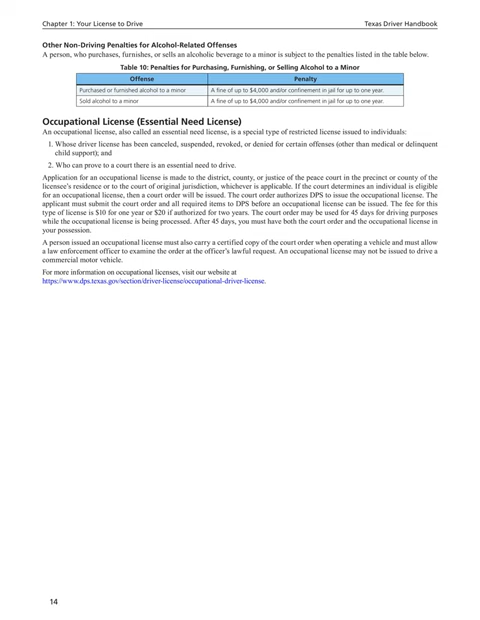 Chapter 1: Your License to Drive
Texas Driver Handbook
Other Non-Driving Penalties for Alcohol-Related Offenses
A person, who purchases, furnishes, or sells an alcoholic beverage to a minor is subject to the penalties listed in the table below.
Table 10: Penalties for Purchasing, Furnishing, or Selling Alcohol to a Minor
Offense Penalty
Purchased or furnished alcohol to a minor A fine of up to $4,000 and/or confinement in jail for up to one year.
Sold alcohol to a minor A fine of up to $4,000 and/or confinement in jail for up to one year.
Occupational License (Essential Need License)
An occupational license, also called an essential need license, is a special type of restricted license issued to individuals:
1. Whose driver license has been canceled, suspended, revoked, or denied for certain offenses (other than medical or delinquent
child support); and
2. Who can prove to a court there is an essential need to drive.
Application for an occupational license is made to the district, county, or justice of the peace court in the precinct or county of the
licensee's residence or to the court of original jurisdiction, whichever is applicable. If the court determines an individual is eligible
for an occupational license, then a court order will be issued. The court order authorizes DPS to issue the occupational license. The
applicant must submit the court order and all required items to DPS before an occupational license can be issued. The fee for this
type of license is $10 for one year or $20 if authorized for two years. The court order may be used for 45 days for driving purposes
while the occupational license is being processed. After 45 days, you must have both the court order and the occupational license in
your possession.
A person issued an occupational license must also carry a certified copy of the court order when operating a vehicle and must allow
a law enforcement officer to examine the order at the officer's lawful request. An occupational license may not be issued to drive a
commercial motor vehicle.
For more information on occupational licenses, visit our website at
https://www.dps.texas.gov/section/driver-license/occupational-driver-license.
14